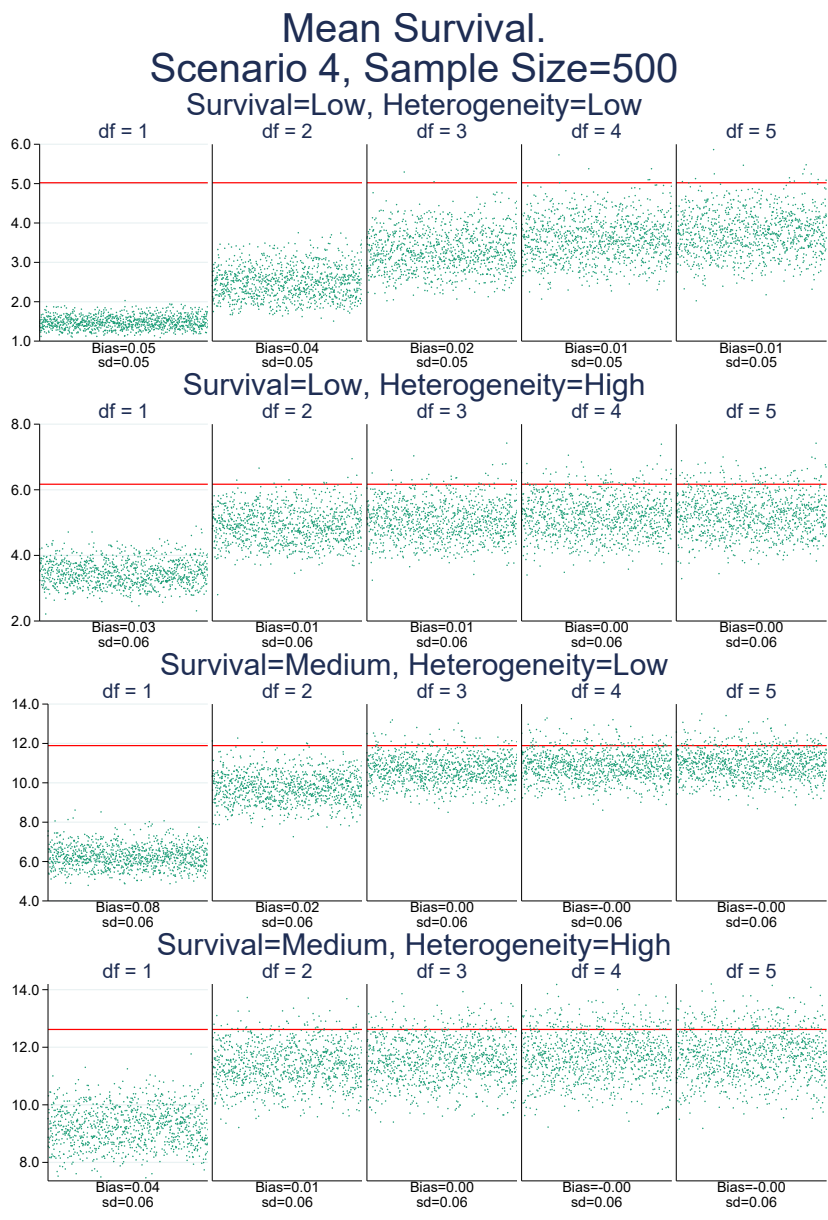 Mean Survival.
Scenario 4, Sample Size=500
Survival=Low, Heterogeneity=Low
df = 1 df = 2 df = 3 df = 4 df = 5
6.0
5.0
4.0
3.0
2.0
1.0
Bias=0.05 Bias=0.04 Bias=0.02 Bias=0.01 Bias=0.01
sd=0.05 sd=0.05 sd=0.05 sd=0.05 sd=0.05
Survival=Low, Heterogeneity=High
df = 1 df = 2 df = 3 df = 4 df = 5
8.0
6.0
4.0
2.0
Bias=0.03 Bias=0.01 Bias=0.01 Bias=0.00 Bias=0.00
sd=0.06 sd=0.06 sd=0.06 sd=0.06 sd=0.06
Survival=Medium, Heterogeneity=Low
df = 1 df = 2 df = 3 df = 4 df = 5
14.0
12.0
10.0
8.0
6.0
4.0
Bias=0.08 Bias=0.02 Bias=0.00 Bias=-0.00 Bias=-0.00
sd=0.06 sd=0.06 sd=0.06 sd=0.06 sd=0.06
Survival=Medium, Heterogeneity=High
df = 1 df = 2 df = 3 df = 4 df = 5
14.0
12.0
10.0
8.0
Bias=0.04 Bias=0.01 Bias=0.00 Bias=-0.00 Bias=-0.00
sd=0.06 sd=0.06 sd=0.06 sd=0.06 sd=0.06